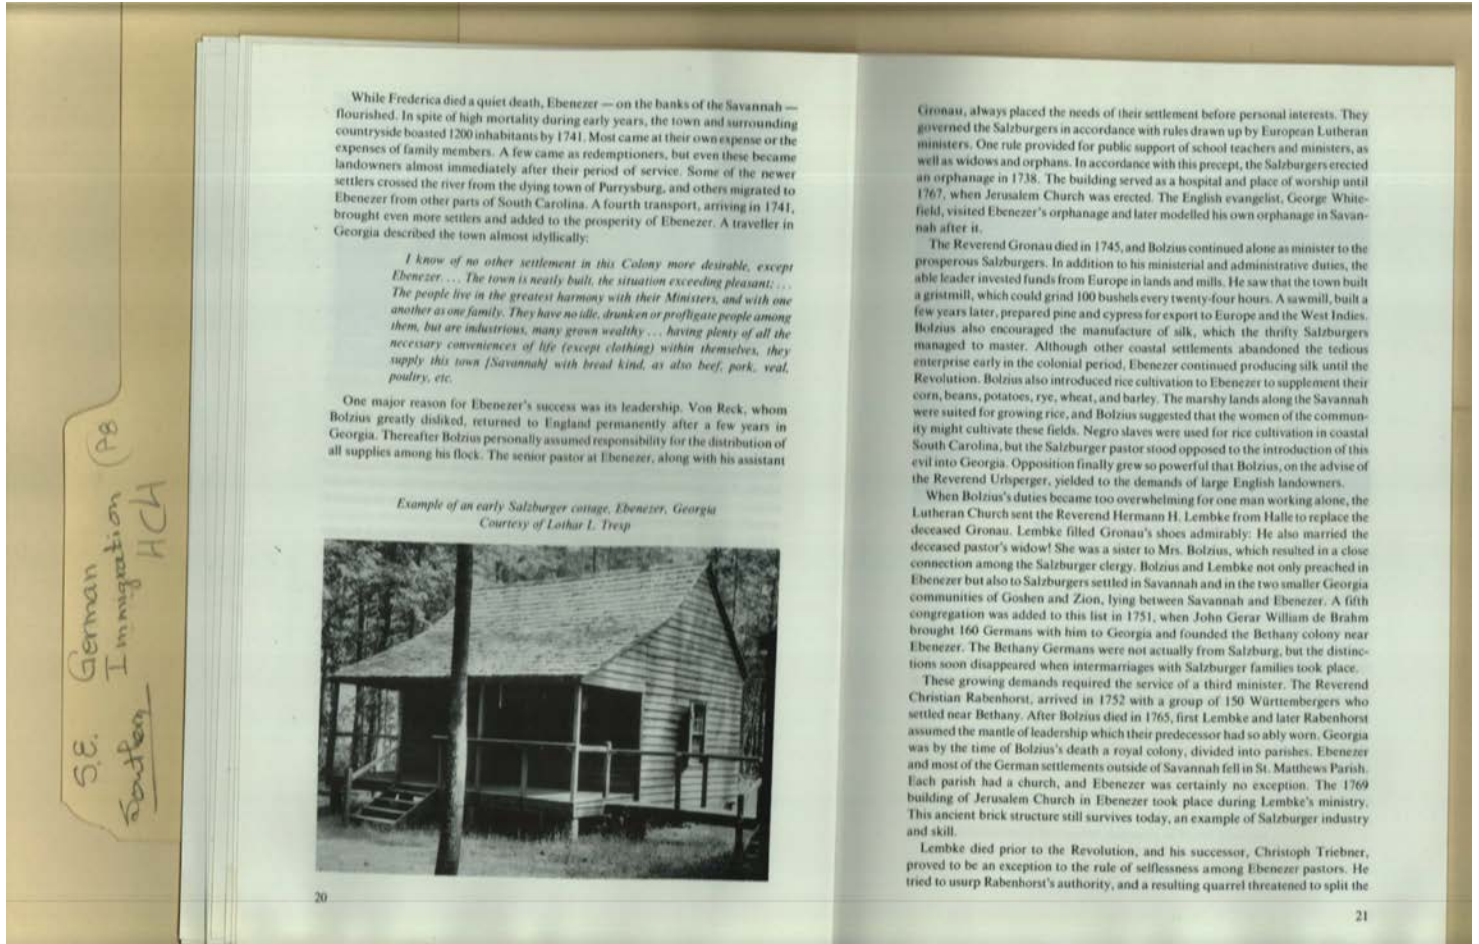 S.E. German
Southern Immigration (P8
HCH
While Frederica died a quiet death, Ebenezer — on the banks of the Savannah —
flourished. In spite of high mortality during early years, the town and surrounding
countryside boasted 1200 inhabitants by 1741. Most came at their own expense or the
expenses of family members. A few came as redemptioners, but even these became
landowners almost immediately after their period of service. Some of the newer
settlers crossed the river from the dying town of Purrysburg, and others migrated to
Ebenezer from other parts of South Carolina. A fourth transport, arriving in 1741,
brought even more settlers and added to the prosperity of Ebenezer. A traveller in
Georgia described the town almost idyllically:
I know of no other settlement in this Colony more desirable, except
Ebenezer. . . . The town is neatly built, the situation exceeding pleasant; . . .
The people live in the greatest harmony with their Ministers, and with one
another as one family. They have no idle, drunken or profligate people among
them, but are industrious, many grown wealthy . . . having plenty of all the
necessary conveniences of life (except clothing) within themselves, they
supply this town [Savannah] with bread kind, as also beef, pork, veal,
poultry, etc.
One major reason for Ebenezer's success was its leadership. Von Reck, whom
Bolzius greatly disliked, returned to England permanently after a few years in
Georgia. Thereafter Bolzius personally assumed responsibility for the distribution of
all supplies among his flock. The senior pastor at Ebenezer, along with his assistant
Example of an early Salzburger cottage, Ebenezer, Georgia
Courtesy of Lothar L. Tresp
20
Gronau, always placed the needs of their settlement before personal interests. They
governed the Salzburgers in accordance with rules drawn up by European Lutheran
ministers. One rule provided for public support of school teachers and ministers, as
well as widows and orphans. In accordance with this precept, the Salzburgers erected
an orphanage in 1738. The building served as a hospital and place of worship until
1767, when Jerusalem Church was erected. The English evangelist, George White-
field, visited Ebenezer's orphanage and later modelled his own orphanage in Savan-
nah after it.
The Reverend Gronau died in 1745, and Bolzius continued alone as minister to the
prosperous Salzburgers. In addition to his ministerial and administrative duties, the
able leader invested funds from Europe in lands and mills. He saw that the town built
a gristmill, which could grind 100 bushels every twenty-four hours. A sawmill, built a
few years later, prepared pine and cypress for export to Europe and the West Indies.
Bolzius also encouraged the manufacture of silk, which the thrifty Salzburgers
managed to master. Although other coastal settlements abandoned the tedious
enterprise early in the colonial period, Ebenezer continued producing silk until the
Revolution. Bolzius also introduced rice cultivation to Ebenezer to supplement their
corn, beans, potatoes, rye, wheat, and barley. The marshy lands along the Savannah
were suited for growing rice, and Bolzius suggested that the women of the commun-
ity might cultivate these fields. Negro slaves were used for rice cultivation in coastal
South Carolina, but the Salzburger pastor stood opposed to the introduction of this
evil into Georgia. Opposition finally grew so powerful that Bolzius, on the advise of
the Reverend Urlsperger, yielded to the demands of large English landowners.
When Bolzius's duties became too overwhelming for one man working alone, the
Lutheran Church sent the Reverend Hermann H. Lembke from Halle to replace the
deceased Gronau. Lembke filled Gronau's shoes admirably: He also married the
deceased pastor's widow! She was a sister to Mrs. Bolzius, which resulted in a close
connection among the Salzburger clergy. Bolzius and Lembke not only preached in
Ebenezer but also to Salzburgers settled in Savannah and in the two smaller Georgia
communities of Goshen and Zion, lying between Savannah and Ebenezer. A fifth
congregation was added to this list in 1751, when John Gerar William de Brahm
brought 160 Germans with him to Georgia and founded the Bethany colony near
Ebenezer. The Bethany Germans were not actually from Salzburg, but the distinc-
tions soon disappeared when intermarriages with Salzburger families took place.
These growing demands required the service of a third minister. The Reverend
Christian Rabenhorst, arrived in 1752 with a group of 150 Württembergers who
settled near Bethany. After Bolzius died in 1765, first Lembke and later Rabenhorst
assumed the mantle of leadership which their predecessor had so ably worn. Georgia
was by the time of Bolzius's death a royal colony, divided into parishes. Ebenezer
and most of the German settlements outside of Savannah fell in St. Matthews Parish.
Each parish had a church, and Ebenezer was certainly no exception. The 1769
building of Jerusalem Church in Ebenezer took place during Lembke's ministry.
This ancient brick structure still survives today, an example of Salzburger industry
and skill.
Lembke died prior to the Revolution, and his successor, Christoph Triebner,
proved to be an exception to the rule of selflessness among Ebenezer pastors. He
tried to usurp Rabenhorst's authority, and a resulting quarrel threatened to split the
21